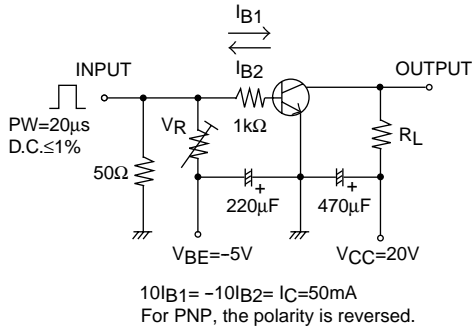 IB1
IB2
INPUT
OUTPUT
PW=20μs
D.C.≤1%
VR
1kΩ
RL
50Ω
220μF
470μF
+
+
VBE=−5V
VCC=20V
10IB1= −10IB2= IC=50mA
For PNP, the polarity is reversed.